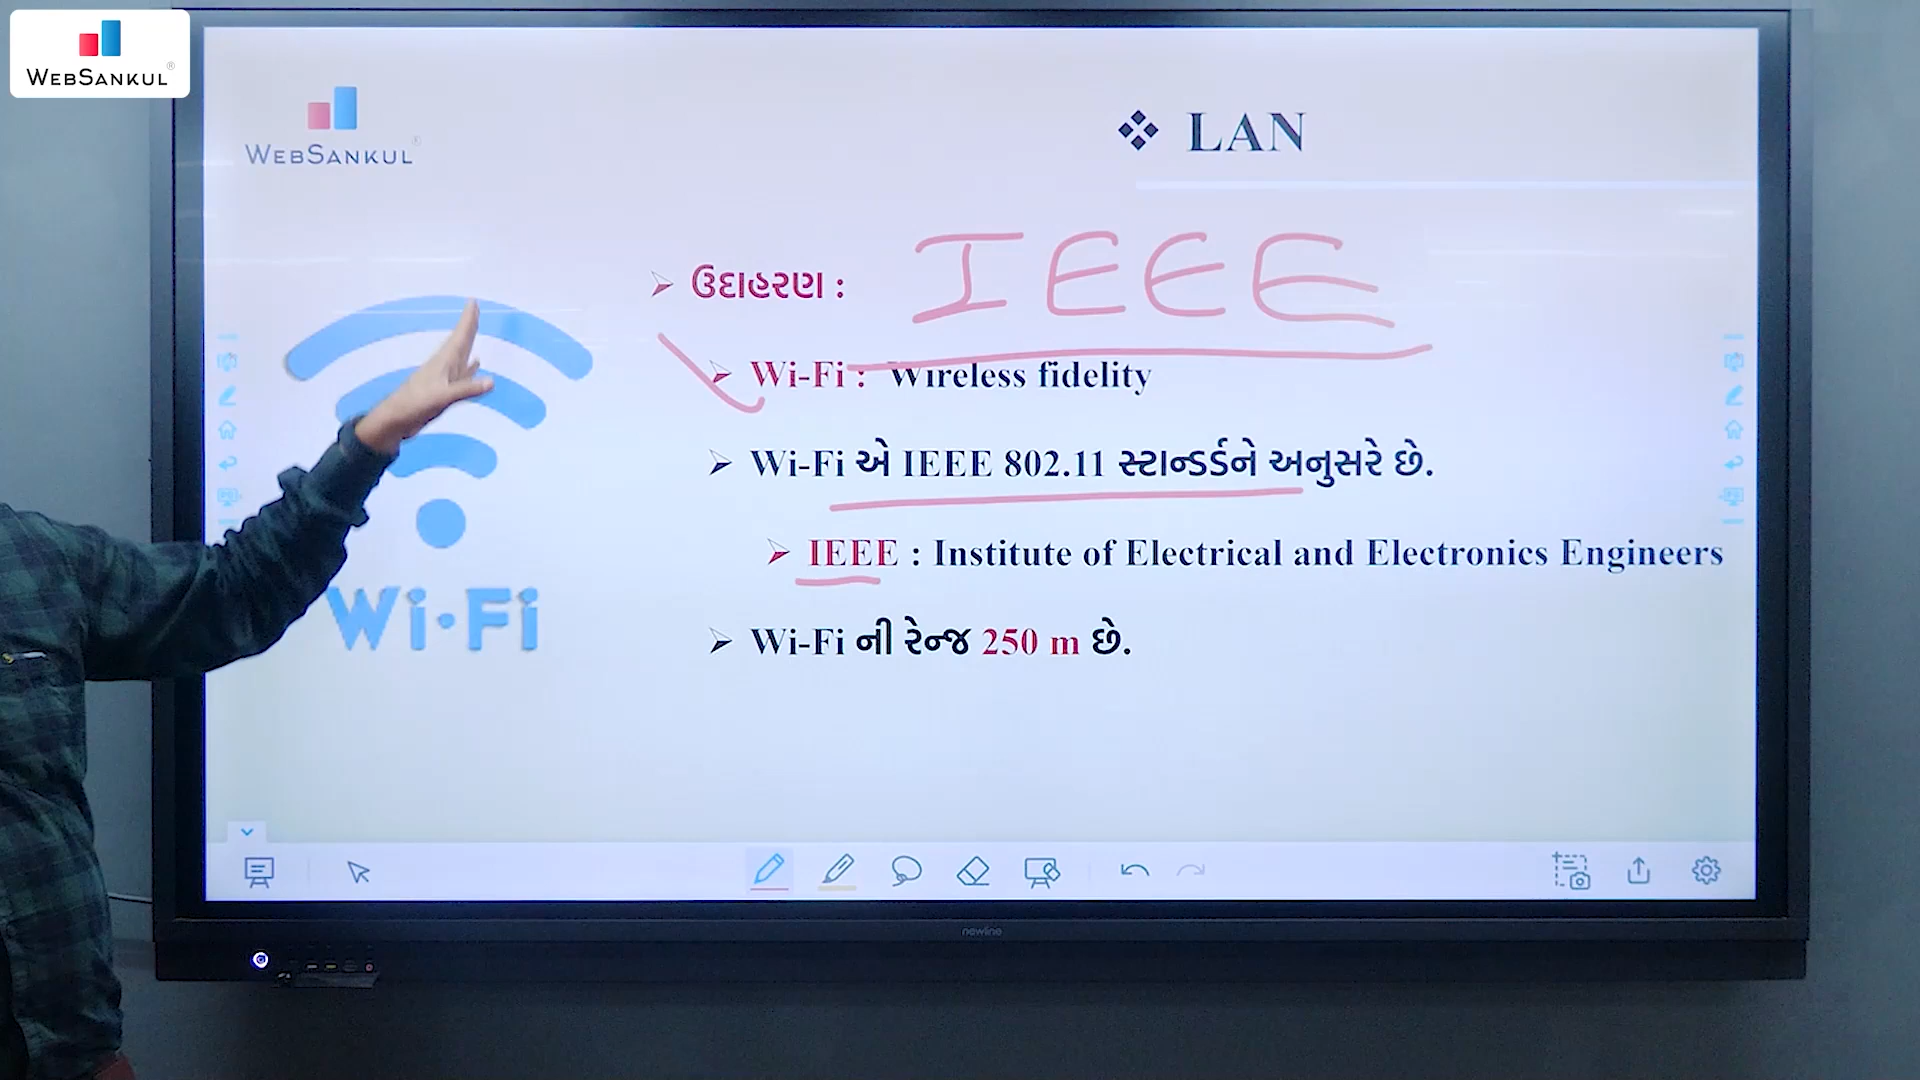 WEBSANKUL®
WEBSANKUL®
❖ LAN
➢ ઉદાહરણ :
IEEE
➢ Wi-Fi : Wireless fidelity
➢ Wi-Fi એ IEEE 802.11 સ્ટાન્ડર્ડને અનુસરે છે.
➢ IEEE : Institute of Electrical and Electronics Engineers
➢ Wi-Fi ની રેન્જ 250 m છે.
Wi-Fi
newline